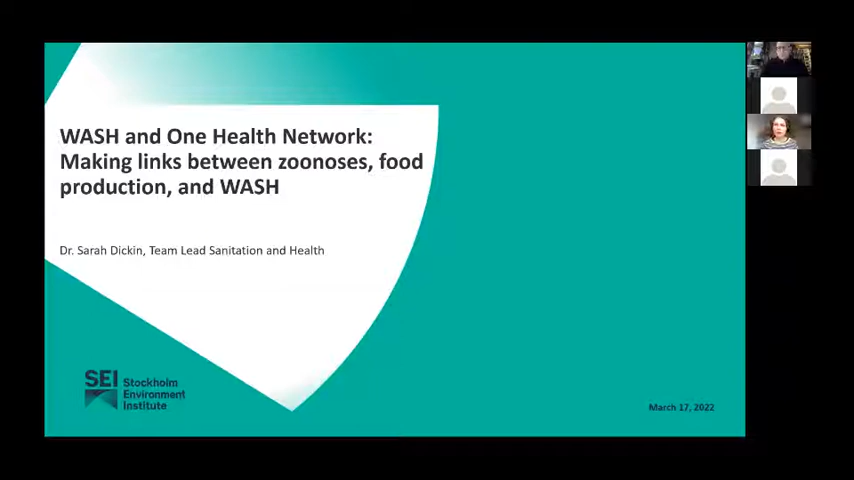 WASH and One Health Network:
Making links between zoonoses, food
production, and WASH
Dr. Sarah Dickin, Team Lead Sanitation and Health
SEI Stockholm
Environment
Institute
March 17, 2022